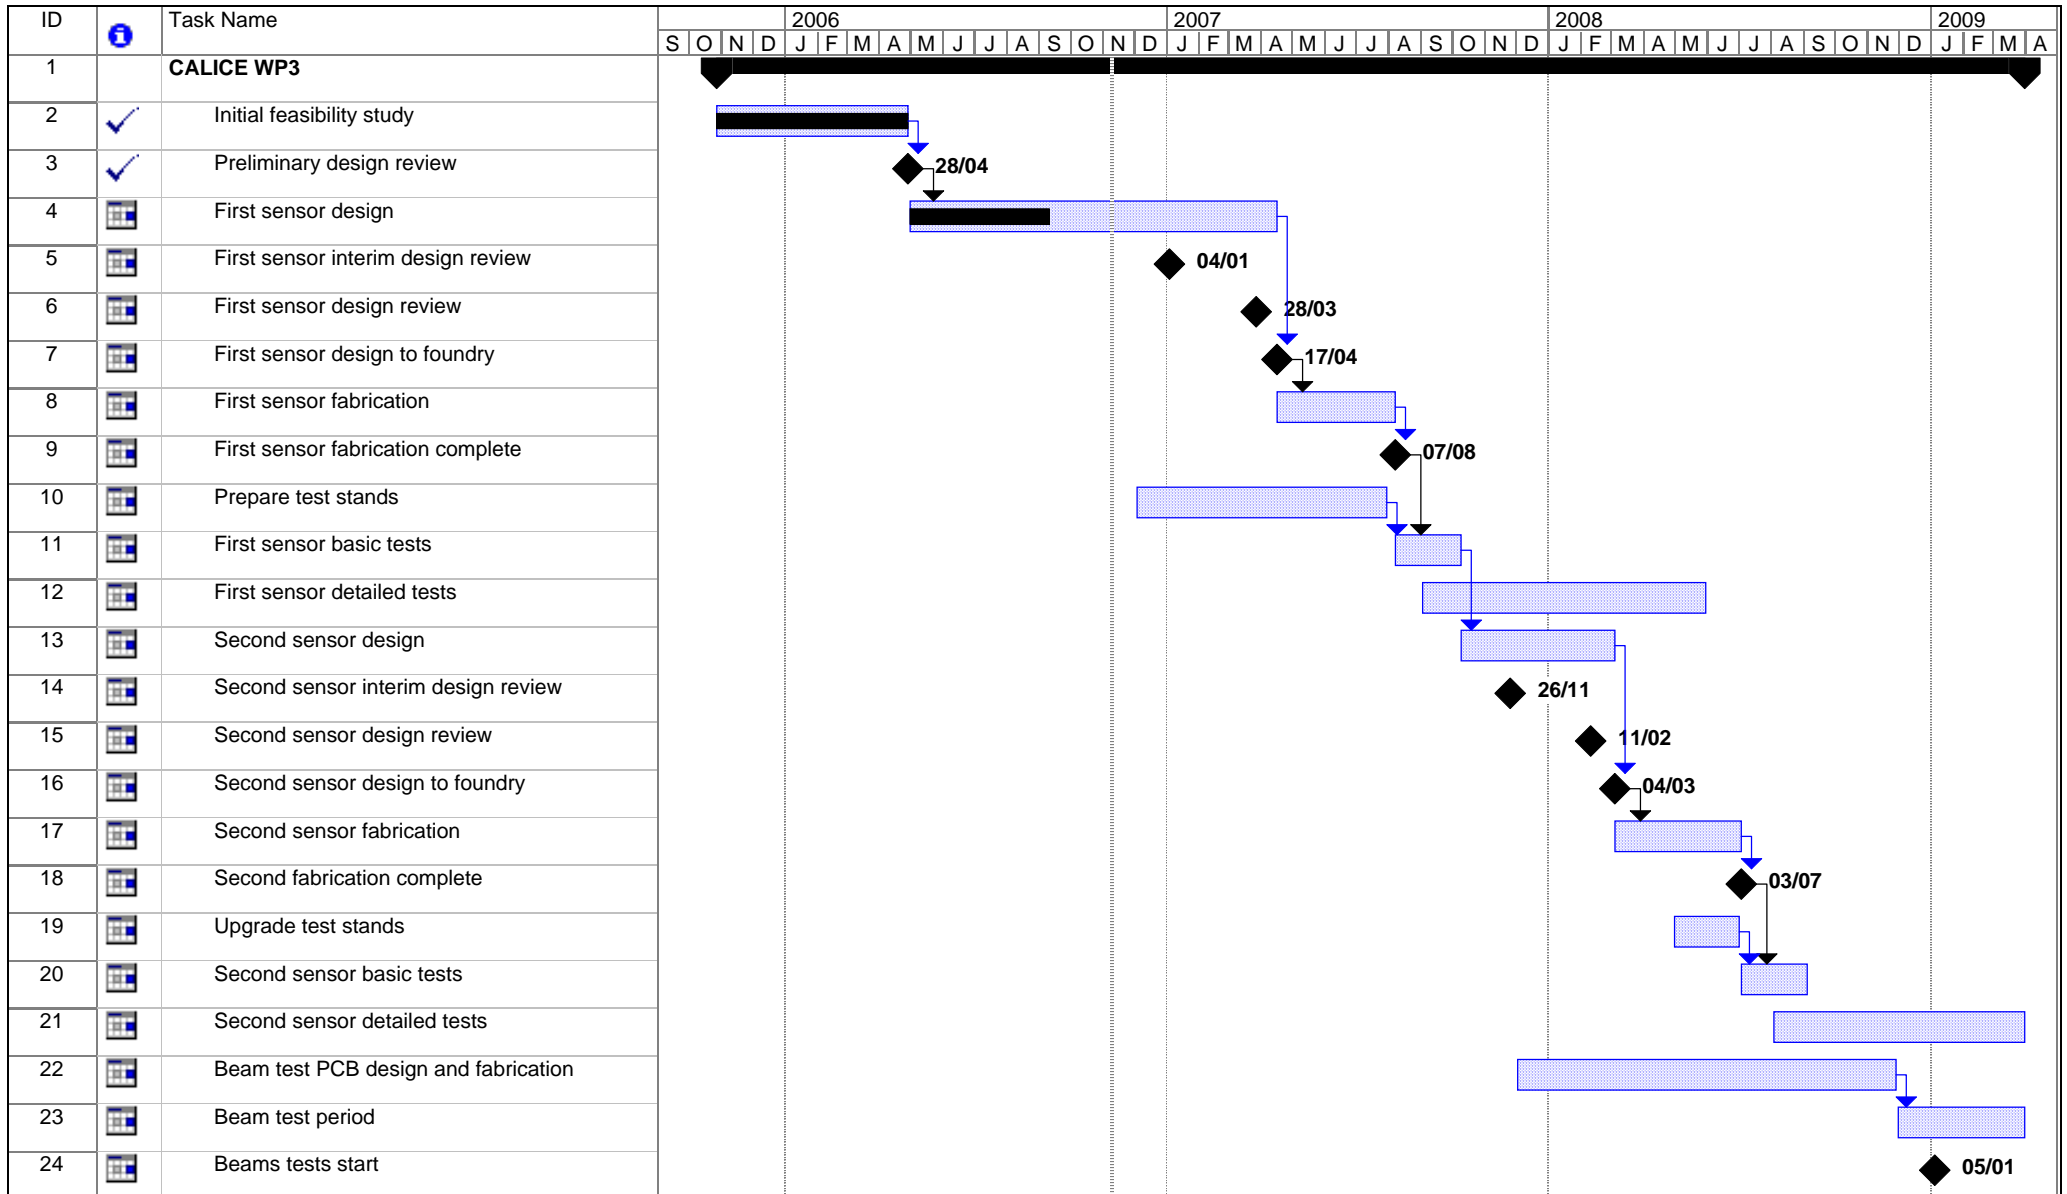 ID Task Name 2006 2007 2008 2009
S O N D J F M A M J J A S O N D J F M A M J J A S O N D J F M A M J J A S O N D J F M A
1 CALICE WP3
2 Initial feasibility study
3 Preliminary design review 28/04
4 First sensor design
5 First sensor interim design review 04/01
6 First sensor design review 28/03
7 First sensor design to foundry 17/04
8 First sensor fabrication
9 First sensor fabrication complete 07/08
10 Prepare test stands
11 First sensor basic tests
12 First sensor detailed tests
13 Second sensor design
14 Second sensor interim design review 26/11
15 Second sensor design review 11/02
16 Second sensor design to foundry 04/03
17 Second sensor fabrication
18 Second fabrication complete 03/07
19 Upgrade test stands
20 Second sensor basic tests
21 Second sensor detailed tests
22 Beam test PCB design and fabrication
23 Beam test period
24 Beams tests start 05/01